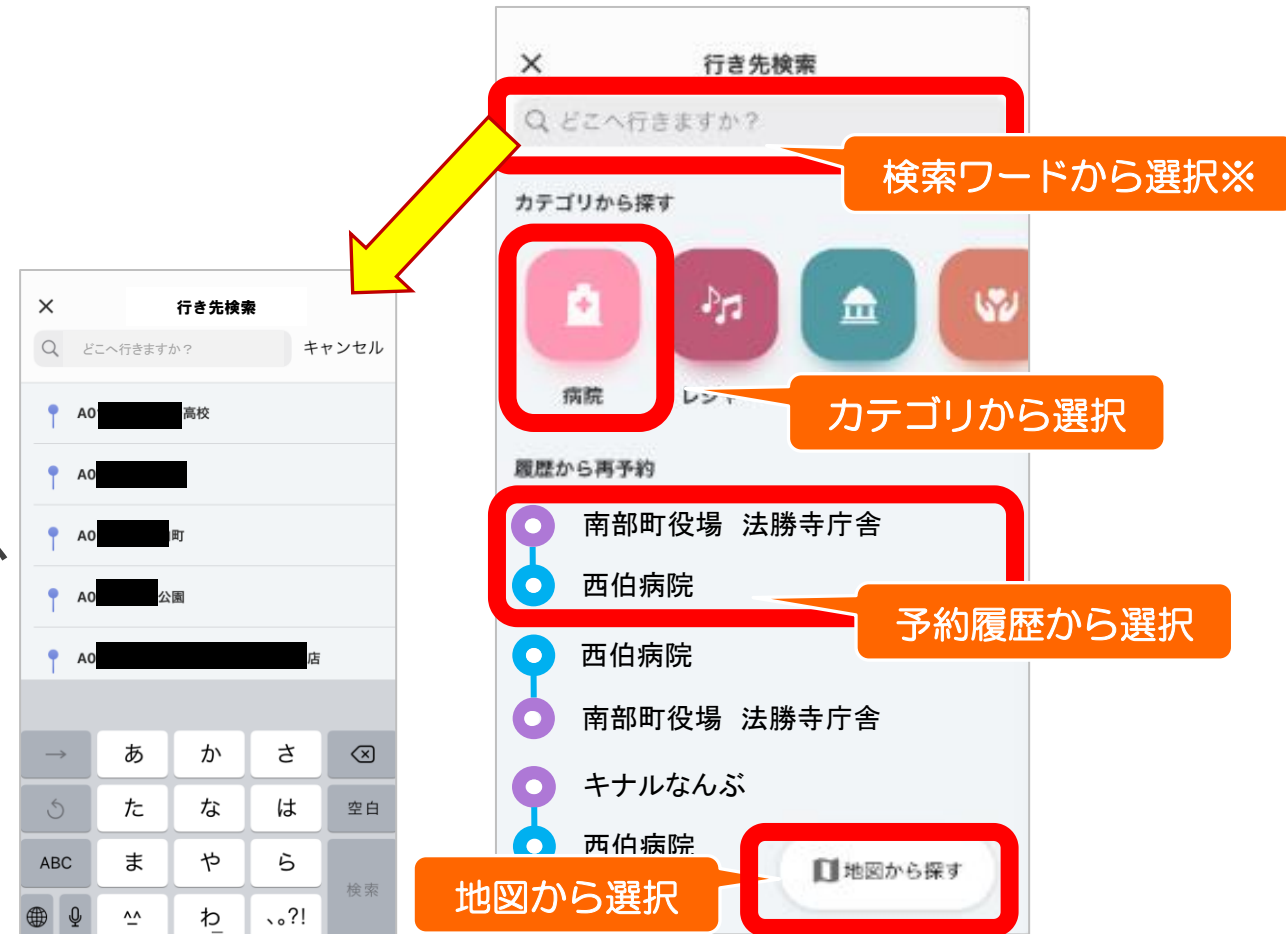 行き先検索
どこへ行きますか？
検索ワードから選択※
カテゴリから探す
病院
カテゴリから選択
履歴から再予約
南部町役場　法勝寺庁舎
西伯病院
予約履歴から選択
西伯病院
南部町役場　法勝寺庁舎
キナルなんぶ
西伯病院
地図から探す
地図から選択
行き先検索
どこへ行きますか？
キャンセル
A0 高校
A0
A0 町
A0 公園
A0 店
→ あ か さ
た な は 空白
ABC ま や ら 検索
^^ わ 、。?!